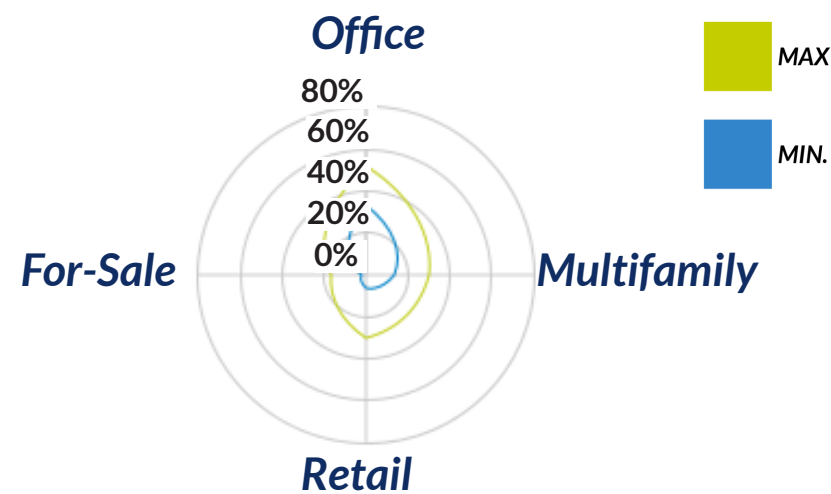 Office
MAX
80%
60%
MIN.
40%
20%
0%
For-Sale
Multifamily
Retail